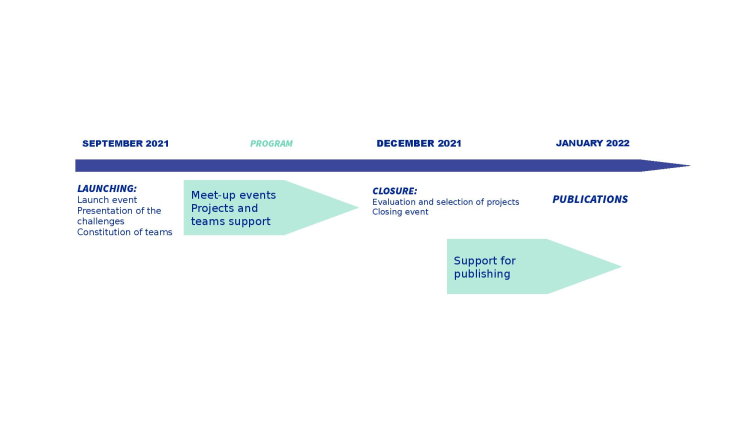 SEPTEMBER 2021
PROGRAM
DECEMBER 2021
JANUARY 2022
LAUNCHING:
Launch event
Presentation of the
challenges
Constitution of teams
Meet-up events
Projects and
teams support
CLOSURE:
Evaluation and selection of projects
Closing event
PUBLICATIONS
Support for
publishing